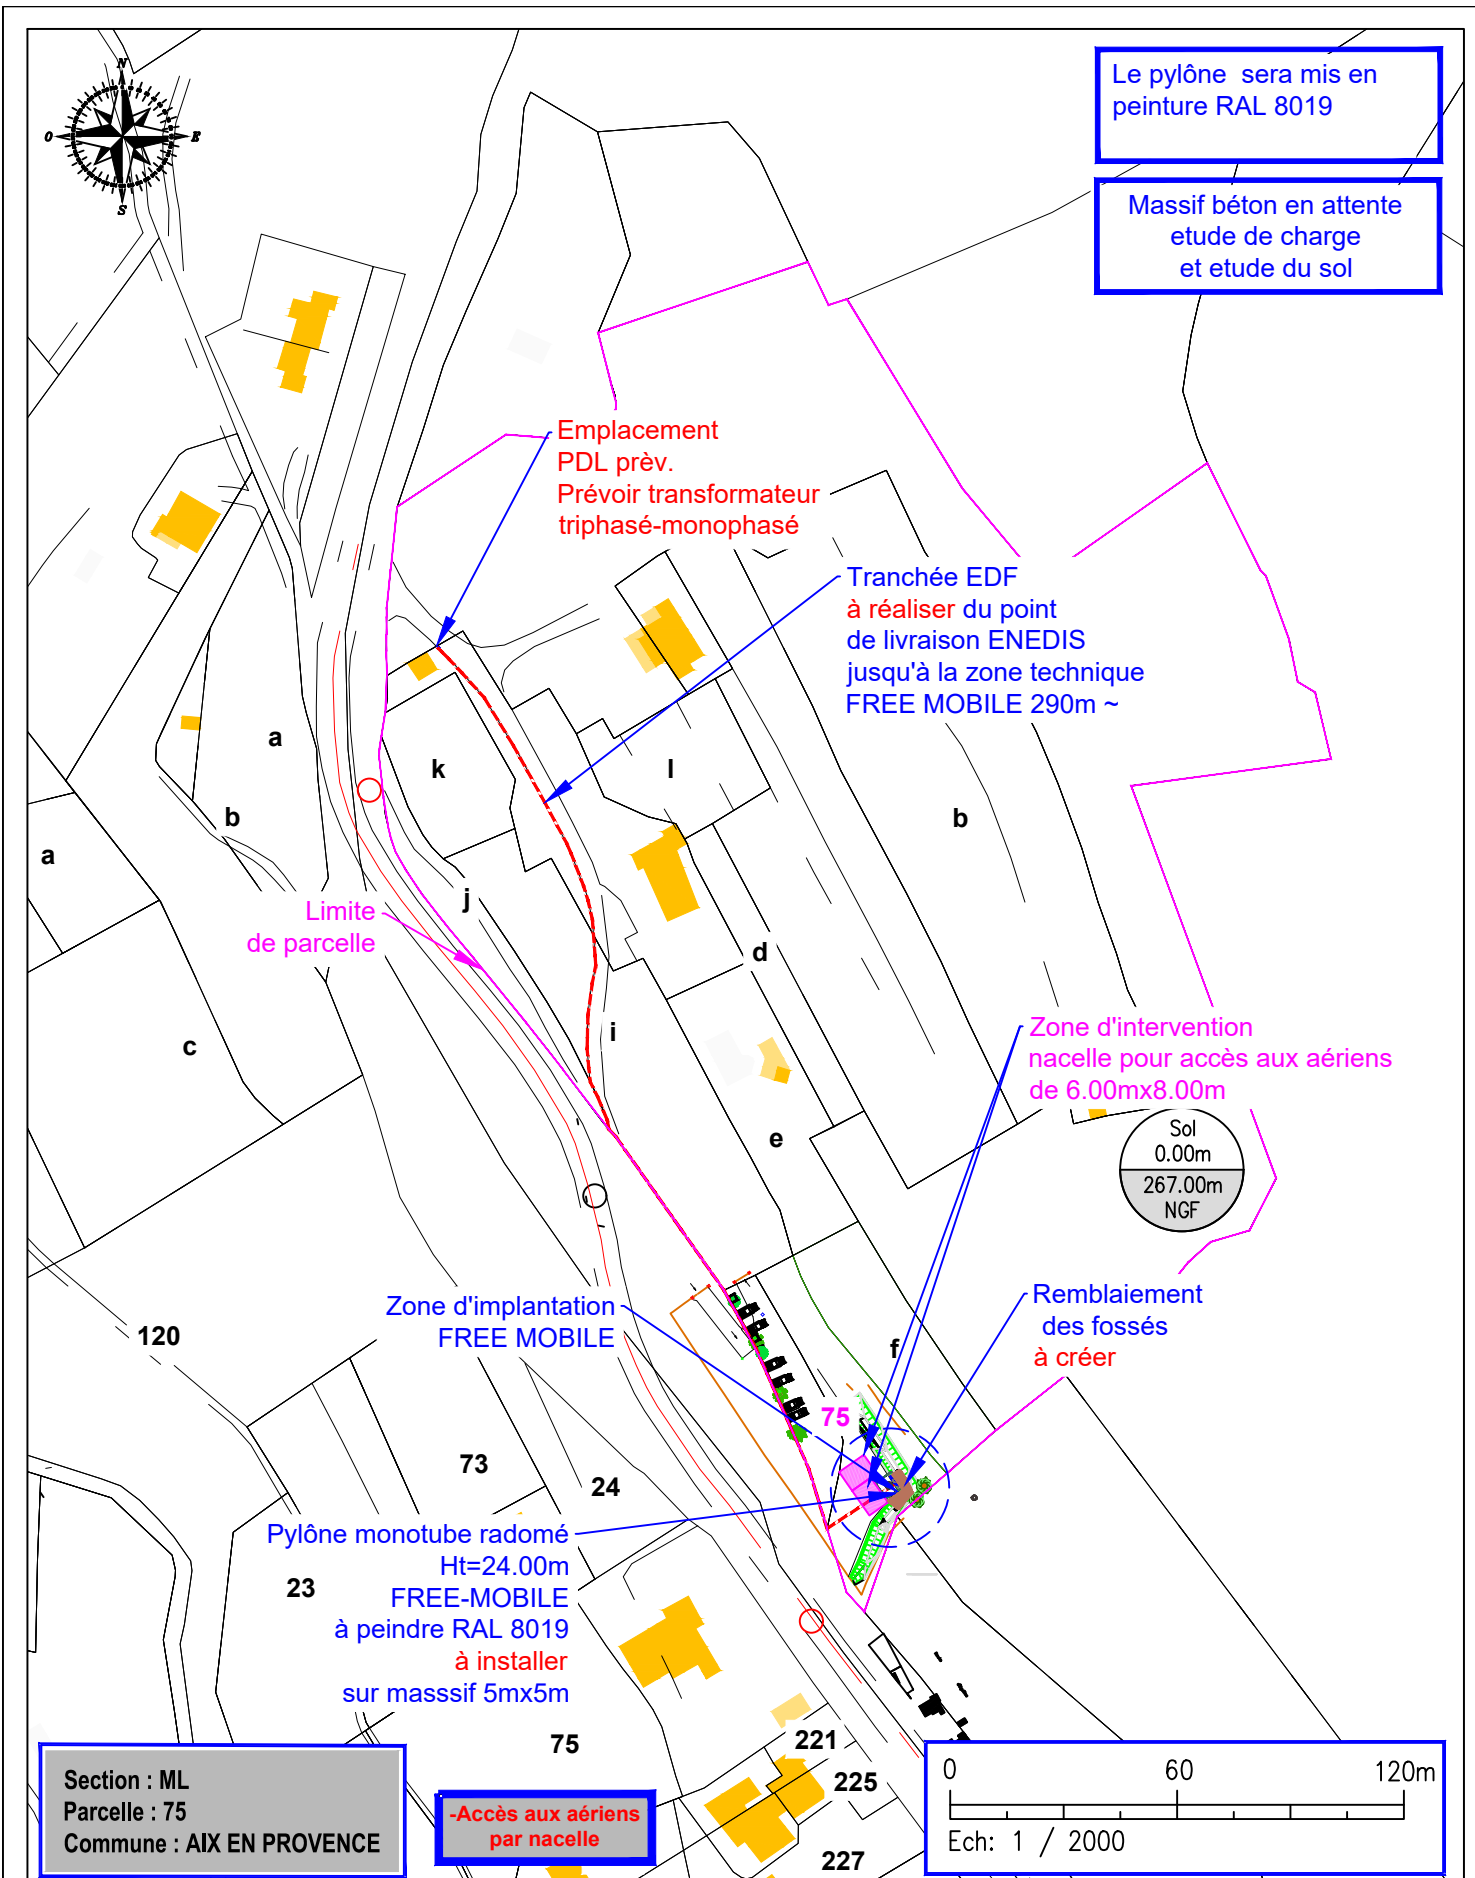 N
O
E
S
Le pylône sera mis en
peinture RAL 8019
Massif béton en attente
etude de charge
et etude du sol
Emplacement
PDL prèv.
Prévoir transformateur
triphasé-monophasé
Tranchée EDF
à réaliser du point
de livraison ENEDIS
jusqu'à la zone technique
FREE MOBILE 290m ~
a
k
l
b
b
a
j
Limite
de parcelle
d
c
i
Zone d'intervention
nacelle pour accès aux aériens
de 6.00mx8.00m
e
Sol
0.00m
267.00m
NGF
Zone d'implantation
FREE MOBILE
Remblaiement
des fossés
à créer
120
f
75
73
24
Pylône monotube radomé
Ht=24.00m
FREE-MOBILE
à peindre RAL 8019
à installer
sur masssif 5mx5m
23
75
221
225
227
Section : ML
Parcelle : 75
Commune : AIX EN PROVENCE
-Accès aux aériens
par nacelle
0 60 120m
Ech: 1 / 2000